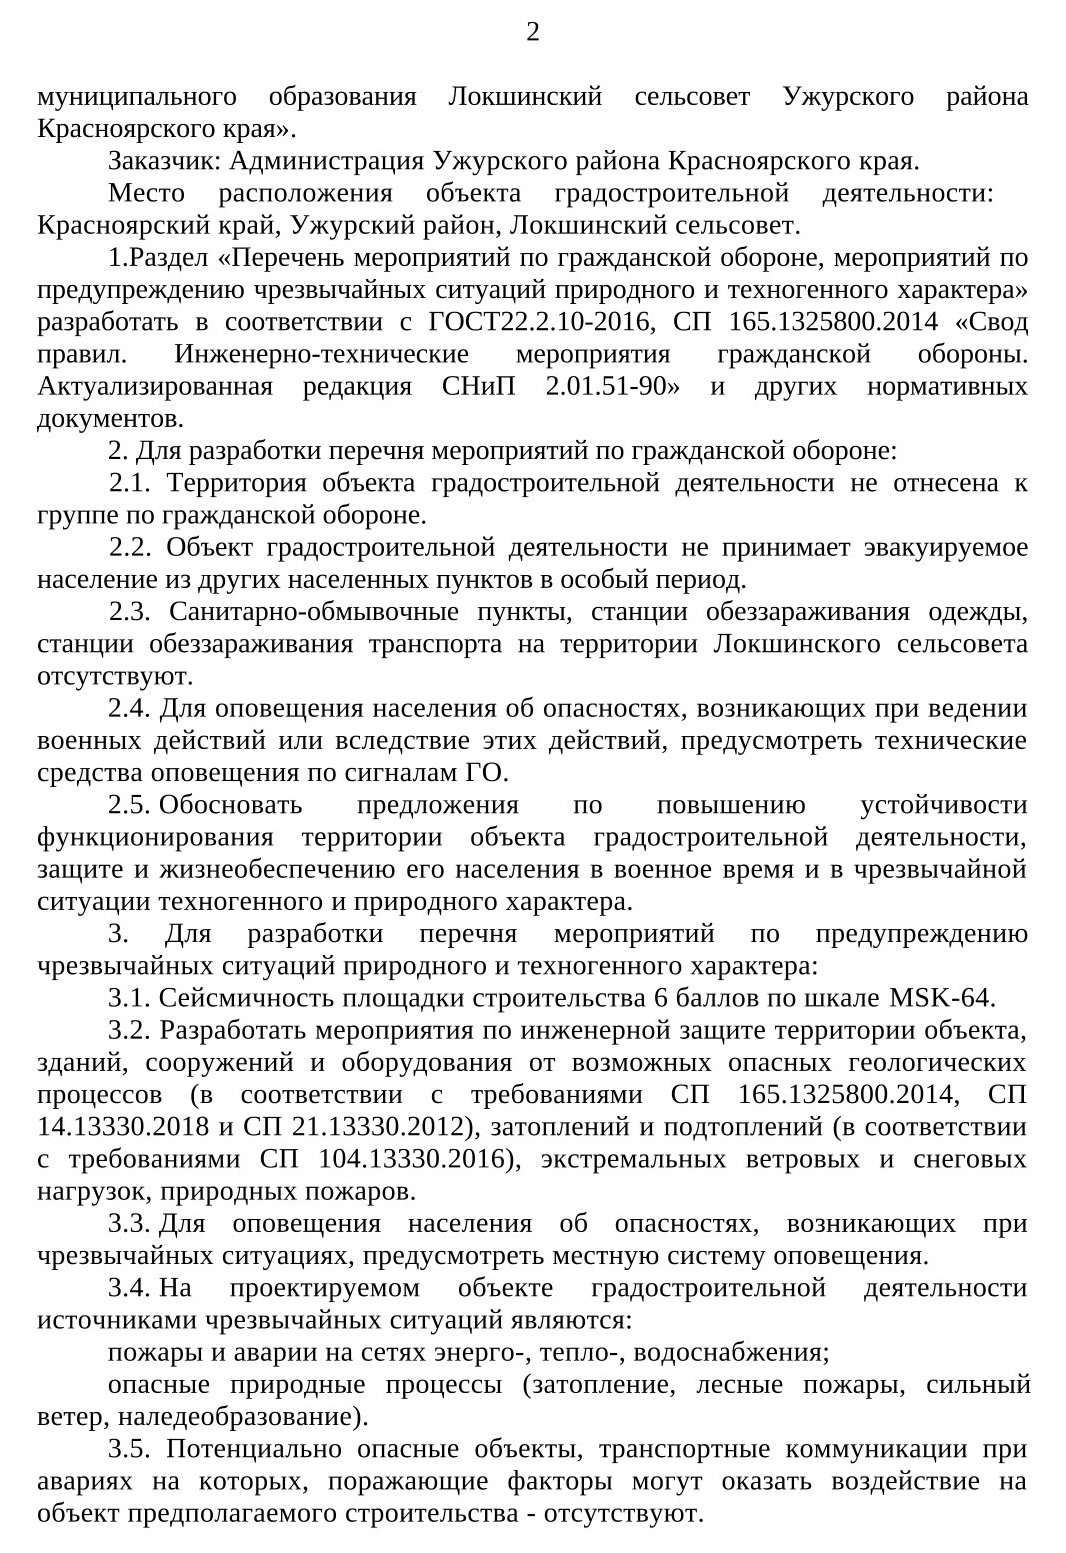 2
муниципального образования Локшинский сельсовет Ужурского района
Красноярского края».
Заказчик: Администрация Ужурского района Красноярского края.
Место расположения объекта градостроительной деятельности:
Красноярский край, Ужурский район, Локшинский сельсовет.
1.Раздел «Перечень мероприятий по гражданской обороне, мероприятий по
предупреждению чрезвычайных ситуаций природного и техногенного характера»
разработать в соответствии с ГОСТ22.2.10-2016, СП 165.1325800.2014 «Свод
правил. Инженерно-технические мероприятия гражданской обороны.
Актуализированная редакция СНиП 2.01.51-90» и других нормативных
документов.
2. Для разработки перечня мероприятий по гражданской обороне:
2.1. Территория объекта градостроительной деятельности не отнесена к
группе по гражданской обороне.
2.2. Объект градостроительной деятельности не принимает эвакуируемое
население из других населенных пунктов в особый период.
2.3. Санитарно-обмывочные пункты, станции обеззараживания одежды,
станции обеззараживания транспорта на территории Локшинского сельсовета
отсутствуют.
2.4. Для оповещения населения об опасностях, возникающих при ведении
военных действий или вследствие этих действий, предусмотреть технические
средства оповещения по сигналам ГО.
2.5. Обосновать предложения по повышению устойчивости
функционирования территории объекта градостроительной деятельности,
защите и жизнеобеспечению его населения в военное время и в чрезвычайной
ситуации техногенного и природного характера.
3. Для разработки перечня мероприятий по предупреждению
чрезвычайных ситуаций природного и техногенного характера:
3.1. Сейсмичность площадки строительства 6 баллов по шкале MSK-64.
3.2. Разработать мероприятия по инженерной защите территории объекта,
зданий, сооружений и оборудования от возможных опасных геологических
процессов (в соответствии с требованиями СП 165.1325800.2014, СП
14.13330.2018 и СП 21.13330.2012), затоплений и подтоплений (в соответствии
с требованиями СП 104.13330.2016), экстремальных ветровых и снеговых
нагрузок, природных пожаров.
3.3. Для оповещения населения об опасностях, возникающих при
чрезвычайных ситуациях, предусмотреть местную систему оповещения.
3.4. На проектируемом объекте градостроительной деятельности
источниками чрезвычайных ситуаций являются:
пожары и аварии на сетях энерго-, тепло-, водоснабжения;
опасные природные процессы (затопление, лесные пожары, сильный
ветер, наледеобразование).
3.5. Потенциально опасные объекты, транспортные коммуникации при
авариях на которых, поражающие факторы могут оказать воздействие на
объект предполагаемого строительства - отсутствуют.